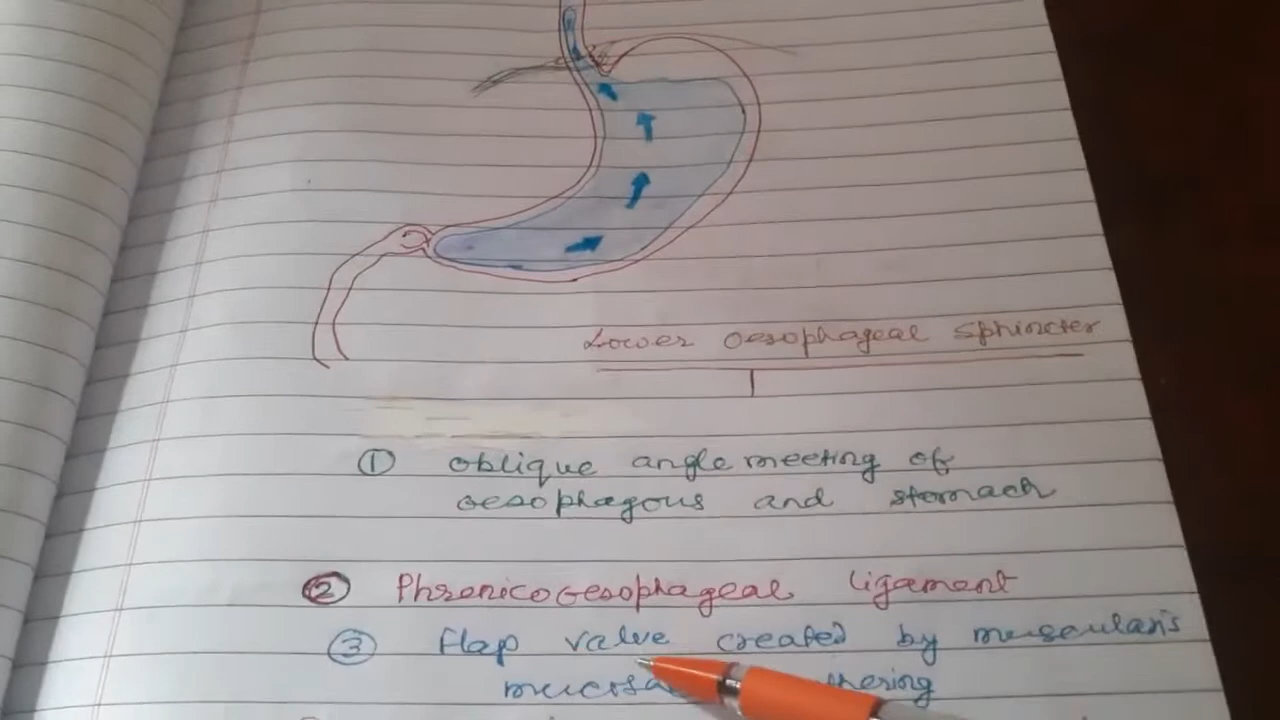 Lower oesophageal sphincter
① oblique angle meeting of
oesophagous and stomach
② Phrenicooesophageal ligament
③ flap valve created by muscularis
mucosa